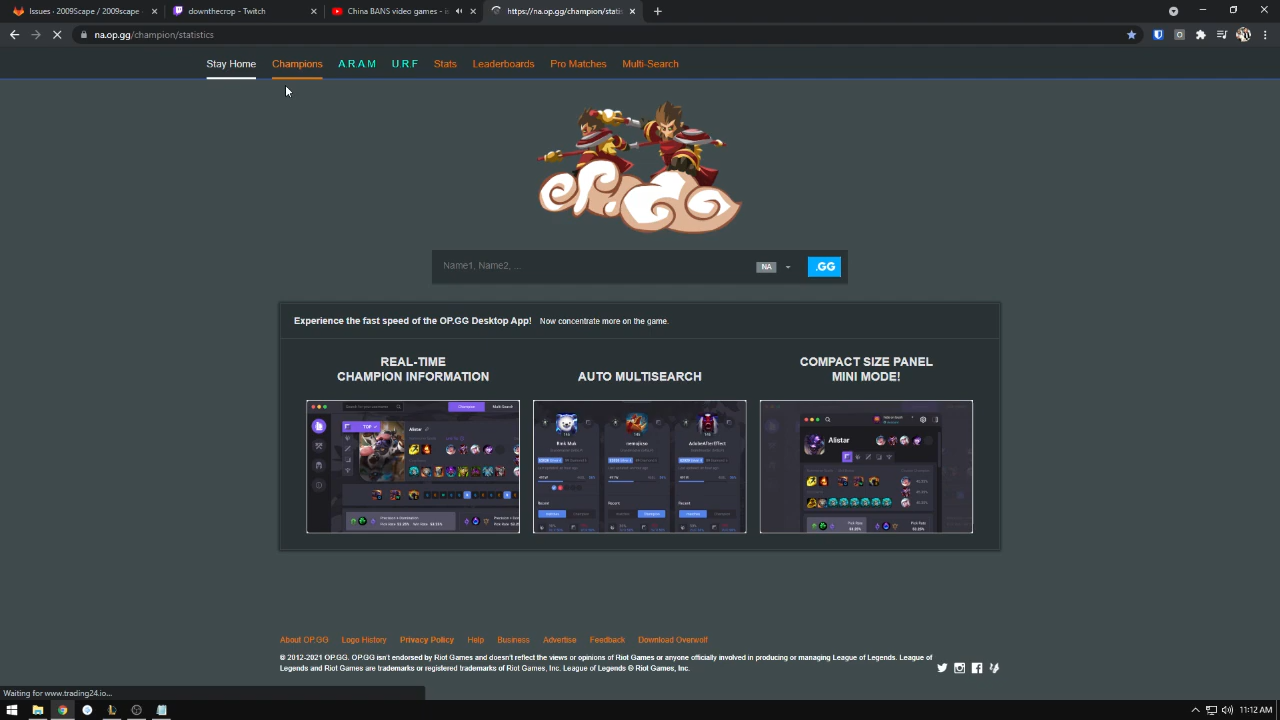 Issues · 2009Scape / 2009scape ·
downthecrop - Twitch
China BANS video games - is
https://na.op.gg/champion/statis
na.op.gg/champion/statistics
Stay Home
Champions
A R A M
U R F
Stats
Leaderboards
Pro Matches
Multi-Search
OP.GG
Name1, Name2, ...
NA
.GG
Experience the fast speed of the OP.GG Desktop App! Now concentrate more on the game.
REAL-TIME
CHAMPION INFORMATION
AUTO MULTISEARCH
COMPACT SIZE PANEL
MINI MODE!
TOP
Alistar
Champion
Multi Search
Alistar
About OP.GG
Logo History
Privacy Policy
Help
Business
Advertise
Feedback
Download Overwolf
© 2012-2021 OP.GG. OP.GG isn't endorsed by Riot Games and doesn't reflect the views or opinions of Riot Games or anyone officially involved in producing or managing League of Legends. League of
Legends and Riot Games are trademarks or registered trademarks of Riot Games, Inc. League of Legends © Riot Games, Inc.
Waiting for www.trading24.io...
11:12 AM